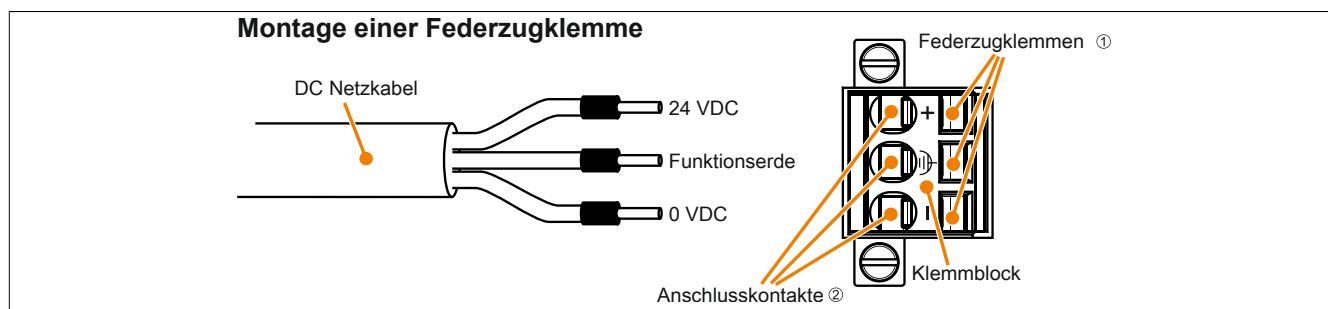 Montage einer Federzugklemme
Federzugklemmen ①
DC Netzkabel
24 VDC
+
Funktionserde
0 VDC
–
Klemmblock
Anschlusskontakte ②